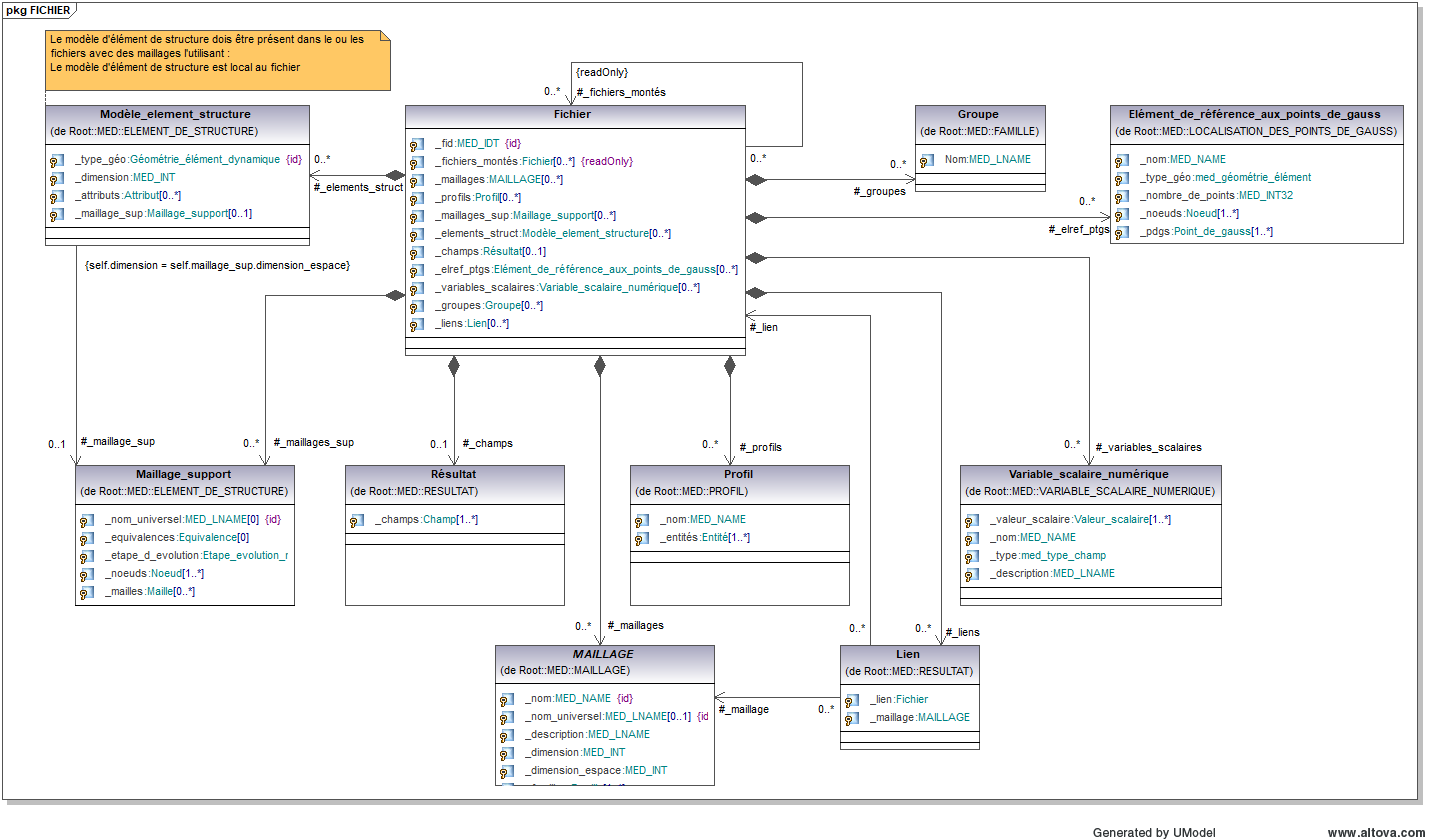 pkg FICHIER
Le modèle d'élément de structure dois être présent dans le ou les
fichiers avec des maillages l'utilisant :
Le modèle d'élément de structure est local au fichier
{readOnly}
0..*
#_fichiers_montés
Modèle_element_structure
(de Root::MED::ELEMENT_DE_STRUCTURE)
_type_géo:Géométrie_élément_dynamique {id}
_dimension:MED_INT
_attributs:Attribut[0..*]
_maillage_sup:Maillage_support[0..1]
0..*
#_elements_struct
Fichier
_fid:MED_IDT {id}
_fichiers_montés:Fichier[0..*] {readOnly}
_maillages:MAILLAGE[0..*]
_profils:Profil[0..*]
_maillages_sup:Maillage_support[0..*]
_elements_struct:Modèle_element_structure[0..*]
_champs:Résultat[0..1]
_elref_ptgs:Elément_de_référence_aux_points_de_gauss[0..*]
_variables_scalaires:Variable_scalaire_numérique[0..*]
_groupes:Groupe[0..*]
_liens:Lien[0..*]
0..*
0..*
#_groupes
Groupe
(de Root::MED::FAMILLE)
Nom:MED_LNAME
0..*
#_elref_ptgs
Elément_de_référence_aux_points_de_gauss
(de Root::MED::LOCALISATION_DES_POINTS_DE_GAUSS)
_nom:MED_NAME
_type_géo:med_géométrie_élément
_nombre_de_points:MED_INT32
_noeuds:Noeud[1..*]
_pdgs:Point_de_gauss[1..*]
{self.dimension = self.maillage_sup.dimension_espace}
#_lien
0..1
#_maillage_sup
0..*
#_maillages_sup
0..1
#_champs
0..*
#_profils
0..*
#_variables_scalaires
Maillage_support
(de Root::MED::ELEMENT_DE_STRUCTURE)
_nom_universel:MED_LNAME[0] {id}
_equivalences:Equivalence[0]
_etape_d_evolution:Etape_evolution_r
_noeuds:Noeud[1..*]
_mailles:Maille[0..*]
Résultat
(de Root::MED::RESULTAT)
_champs:Champ[1..*]
Profil
(de Root::MED::PROFIL)
_nom:MED_NAME
_entités:Entité[1..*]
Variable_scalaire_numérique
(de Root::MED::VARIABLE_SCALAIRE_NUMERIQUE)
_valeur_scalaire:Valeur_scalaire[1..*]
_nom:MED_NAME
_type:med_type_champ
_description:MED_LNAME
0..*
#_maillages
0..*
0..*
#_liens
MAILLAGE
(de Root::MED::MAILLAGE)
_nom:MED_NAME {id}
_nom_universel:MED_LNAME[0..1] {id
_description:MED_LNAME
_dimension:MED_INT
_dimension_espace:MED_INT
#_maillage
0..*
Lien
(de Root::MED::RESULTAT)
_lien:Fichier
_maillage:MAILLAGE
Generated by UModel
www.altova.com